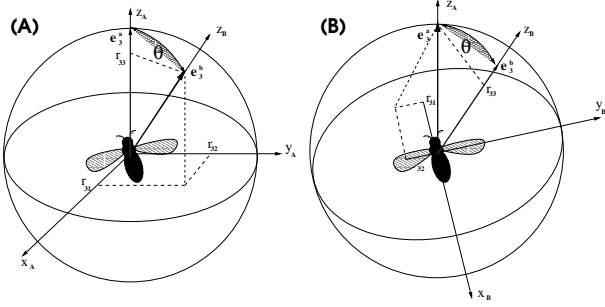 (A)
z_A
z_B
e_3^a
θ
r_33
e_3^b
y_A
r_32
r_31
x_A
(B)
z_A
z_B
e_3^a
θ
e_3^b
r_33
r_31
y_B
32
x_B